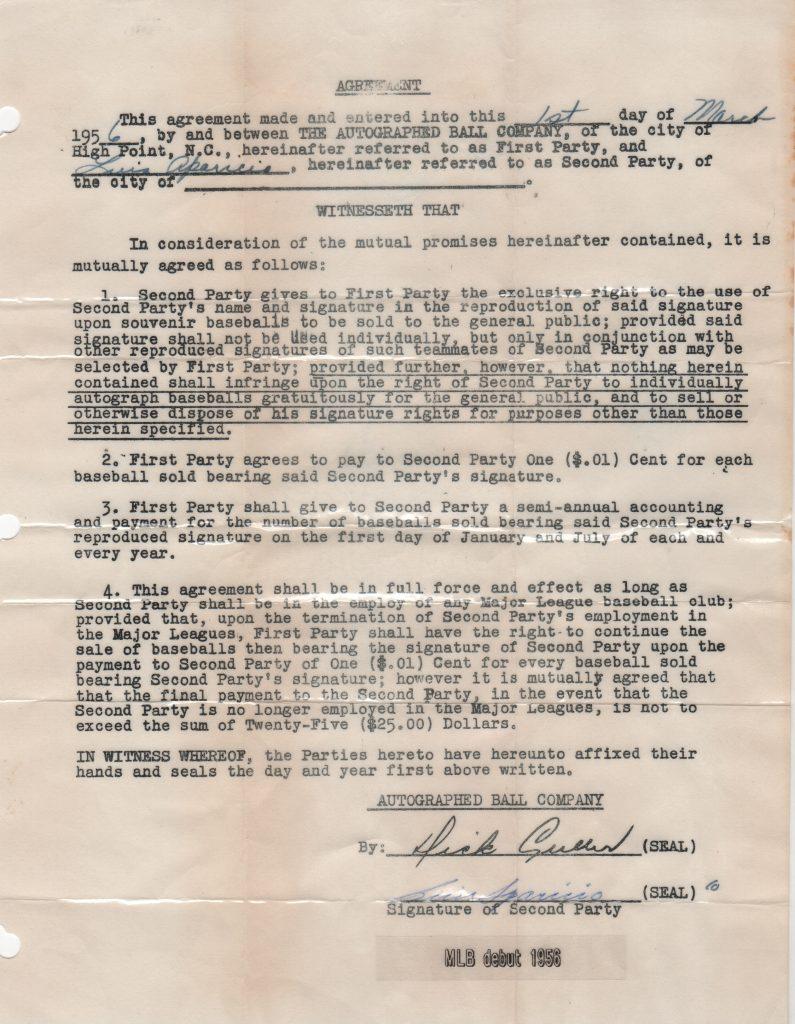 AGREEMENT
This agreement made and entered into this 1st day of March
1956, by and between THE AUTOGRAPHED BALL COMPANY, of the city of
High Point, N.C., hereinafter referred to as First Party, and
Luis Aparicio, hereinafter referred to as Second Party, of
the city of ____________.
WITNESSETH THAT
In consideration of the mutual promises hereinafter contained, it is
mutually agreed as follows:
1. Second Party gives to First Party the exclusive right to the use of
Second Party's name and signature in the reproduction of said signature
upon souvenir baseballs to be sold to the general public; provided said
signature shall not be used individually, but only in conjunction with
other reproduced signatures of such teammates of Second Party as may be
selected by First Party; provided further, however, that nothing herein
contained shall infringe upon the right of Second Party to individually
autograph baseballs gratuitously for the general public, and to sell or
otherwise dispose of his signature rights for purposes other than those
herein specified.
2. First Party agrees to pay to Second Party One ($.01) Cent for each
baseball sold bearing said Second Party's signature.
3. First Party shall give to Second Party a semi-annual accounting
and payment for the number of baseballs sold bearing said Second Party's
reproduced signature on the first day of January and July of each and
every year.
4. This agreement shall be in full force and effect as long as
Second Party shall be in the employ of any Major League baseball club;
provided that, upon the termination of Second Party's employment in
the Major Leagues, First Party shall have the right to continue the
sale of baseballs then bearing the signature of Second Party upon the
payment to Second Party of One ($.01) Cent for every baseball sold
bearing Second Party's signature; however it is mutually agreed that
that the final payment to the Second Party, in the event that the
Second Party is no longer employed in the Major Leagues, is not to
exceed the sum of Twenty-Five ($25.00) Dollars.
IN WITNESS WHEREOF, the Parties hereto have hereunto affixed their
hands and seals the day and year first above written.
AUTOGRAPHED BALL COMPANY
By: Dick (SEAL)
Luis Aparicio (SEAL)
Signature of Second Party
MLB debut 1956